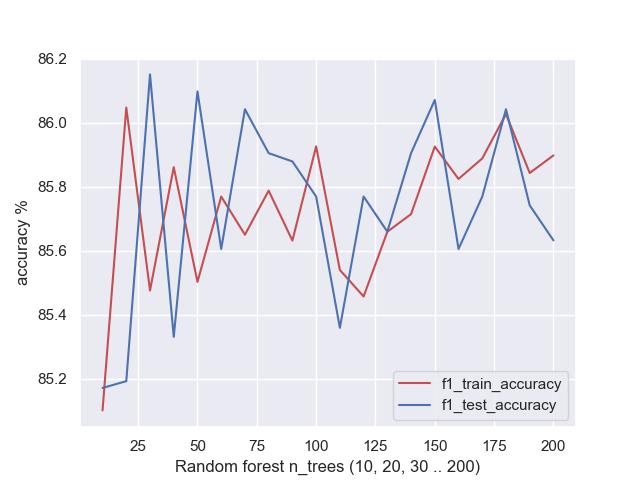 86.2
86.0
85.8
85.6
85.4
85.2
accuracy %
f1_train_accuracy
f1_test_accuracy
25 50 75 100 125 150 175 200
Random forest n_trees (10, 20, 30 .. 200)